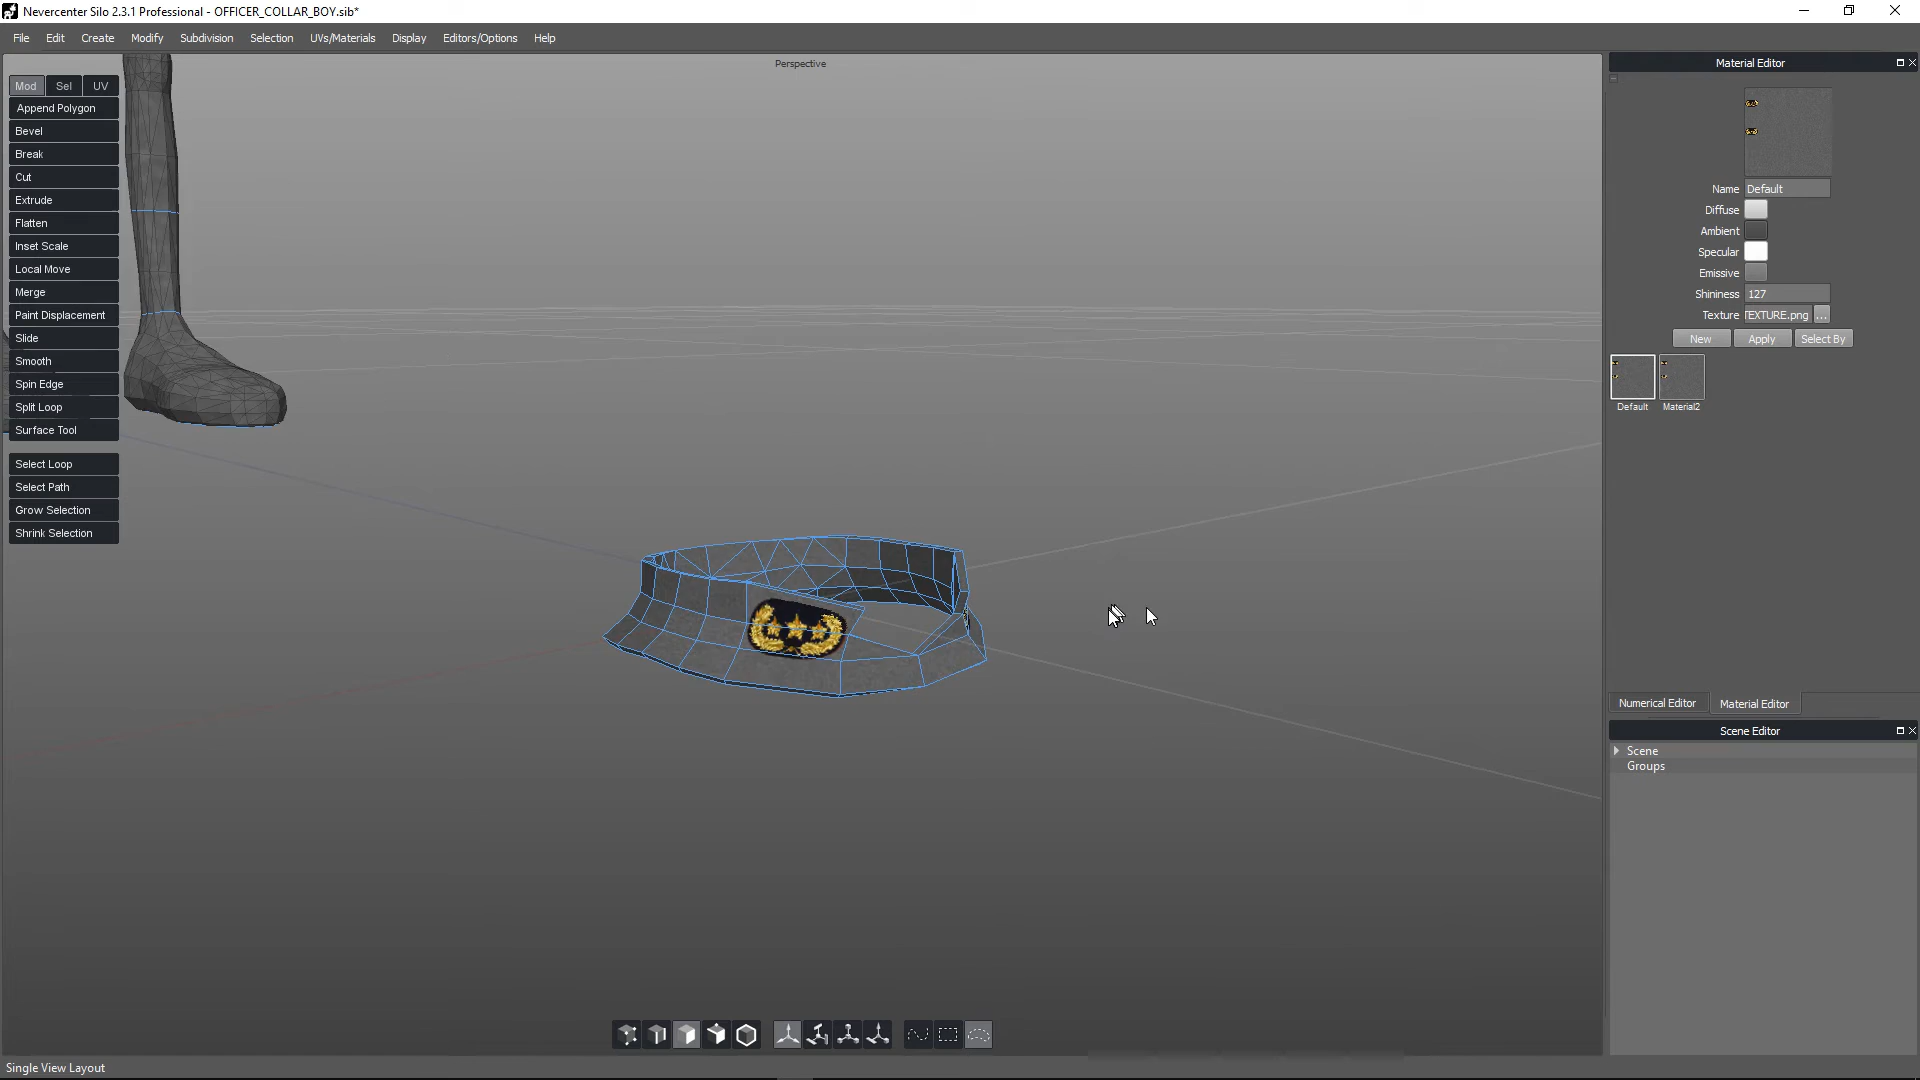 Nevercenter Silo 2.3.1 Professional - OFFICER_COLLAR_BOY.sib*
File Edit Create Modify Subdivision Selection UVs/Materials Display Editors/Options Help
Perspective
Mod Sel UV
Append Polygon
Bevel
Break
Cut
Extrude
Flatten
Inset Scale
Local Move
Merge
Paint Displacement
Slide
Smooth
Spin Edge
Split Loop
Surface Tool
Select Loop
Select Path
Grow Selection
Shrink Selection
Material Editor
Name Default
Diffuse
Ambient
Specular
Emissive
Shininess 127
Texture TEXTURE.png ...
New Apply Select By
Default Material2
Numerical Editor Material Editor
Scene Editor
Scene
Groups
Single View Layout